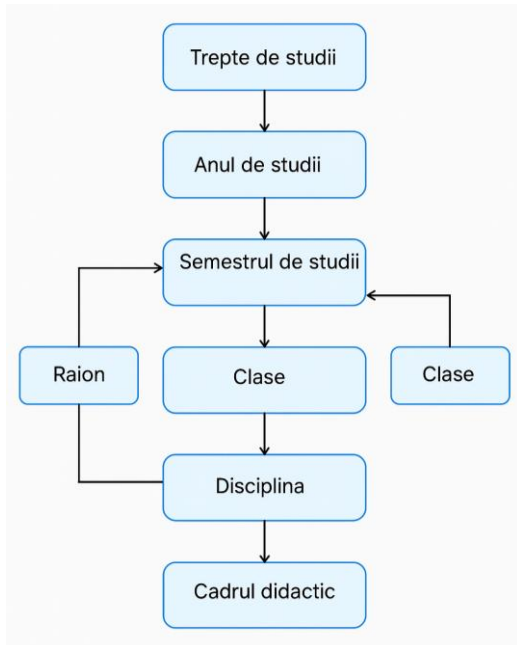 Trepte de studii
Anul de studii
Semestrul de studii
Raion
Clase
Clase
Disciplina
Cadrul didactic